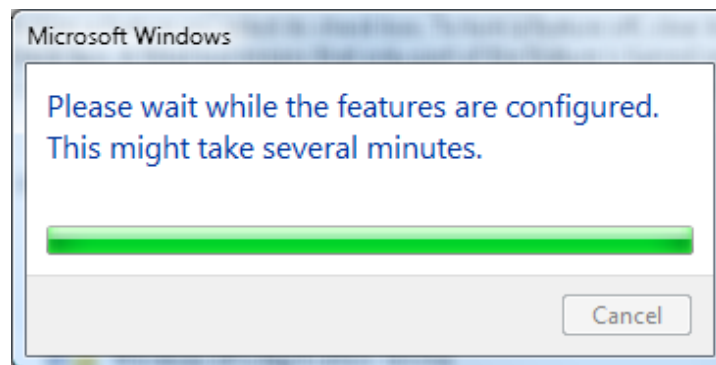 Microsoft Windows
Please wait while the features are configured.
This might take several minutes.
Cancel